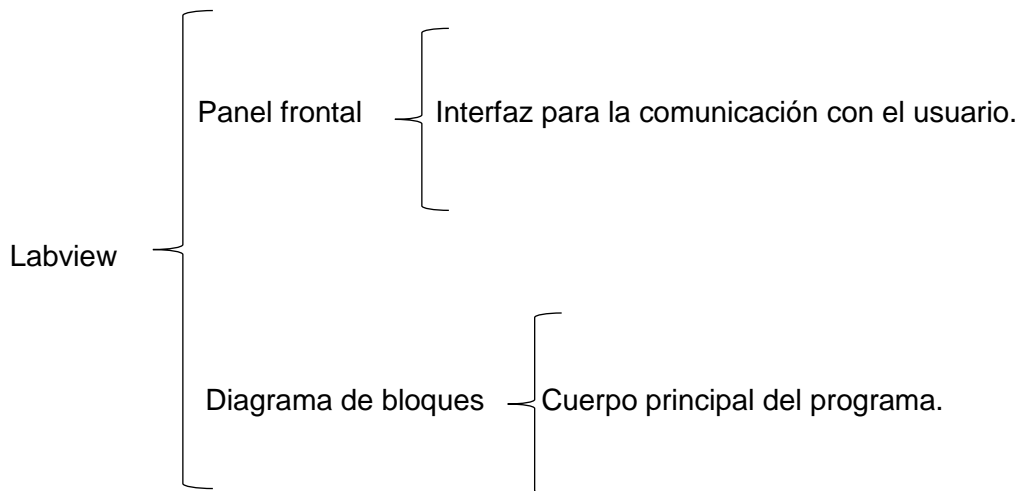 Panel frontal
Interfaz para la comunicación con el usuario.
Labview
Diagrama de bloques
Cuerpo principal del programa.